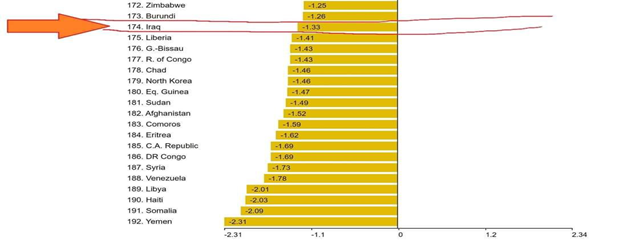 172. Zimbabwe -1.25
173. Burundi -1.26
174. Iraq -1.33
175. Liberia -1.41
176. G.-Bissau -1.43
177. R. of Congo -1.43
178. Chad -1.46
179. North Korea -1.46
180. Eq. Guinea -1.47
181. Sudan -1.49
182. Afghanistan -1.52
183. Comoros -1.59
184. Eritrea -1.62
185. C.A. Republic -1.69
186. DR Congo -1.69
187. Syria -1.73
188. Venezuela -1.78
189. Libya -2.01
190. Haiti -2.03
191. Somalia -2.09
192. Yemen -2.31
-2.31 -1.1 0 1.2 2.34